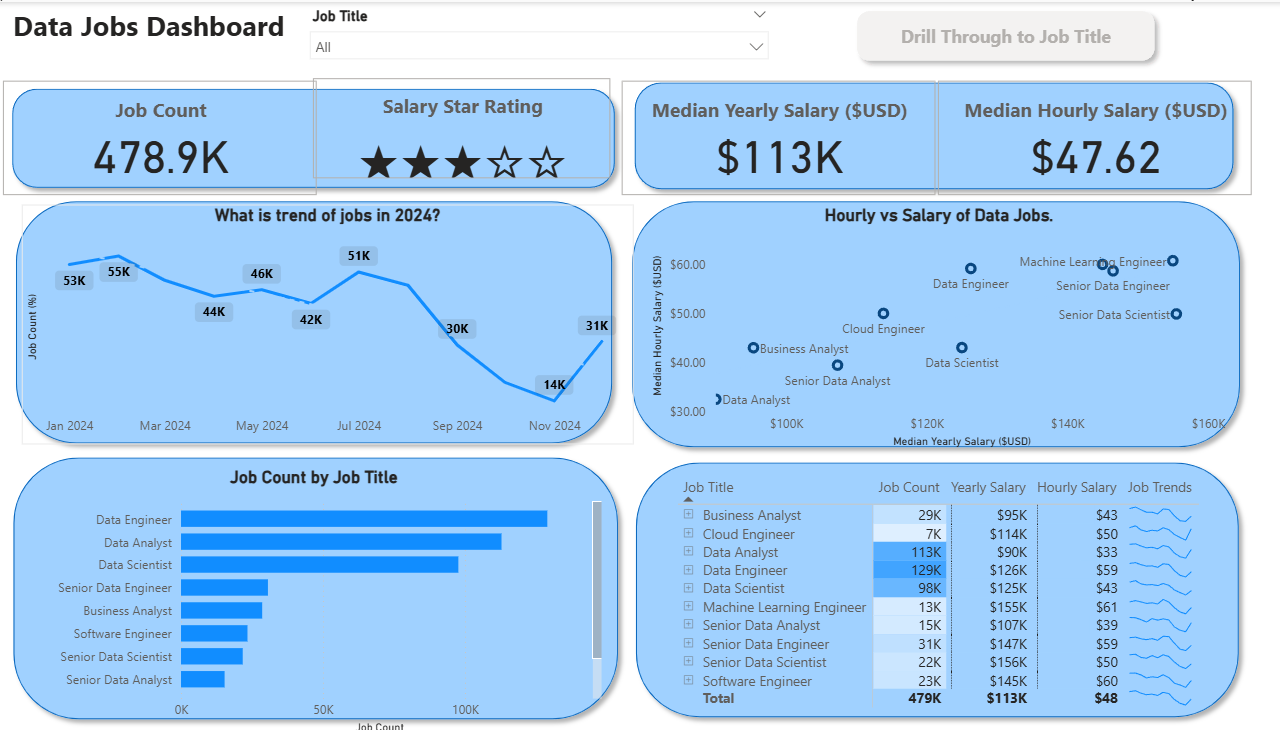 Data Jobs Dashboard
Job Title
All
Drill Through to Job Title
Job Count
478.9K
Salary Star Rating
★★★☆☆
Median Yearly Salary ($USD)
$113K
Median Hourly Salary ($USD)
$47.62
What is trend of jobs in 2024?
Job Count (%)
53K
55K
44K
46K
42K
51K
30K
14K
31K
Jan 2024 Mar 2024 May 2024 Jul 2024 Sep 2024 Nov 2024
Hourly vs Salary of Data Jobs.
Median Hourly Salary ($USD)
$60.00
$50.00
$40.00
$30.00
Machine Learning Engineer
Data Engineer
Senior Data Engineer
Senior Data Scientist
Cloud Engineer
Business Analyst
Data Scientist
Senior Data Analyst
Data Analyst
$100K $120K $140K $160K
Median Yearly Salary ($USD)
Job Count by Job Title
Data Engineer
Data Analyst
Data Scientist
Senior Data Engineer
Business Analyst
Software Engineer
Senior Data Scientist
Senior Data Analyst
0K 50K 100K
Job Count
Job Title Job Count Yearly Salary Hourly Salary Job Trends
Business Analyst 29K $95K $43
Cloud Engineer 7K $114K $50
Data Analyst 113K $90K $33
Data Engineer 129K $126K $59
Data Scientist 98K $125K $43
Machine Learning Engineer 13K $155K $61
Senior Data Analyst 15K $107K $39
Senior Data Engineer 31K $147K $59
Senior Data Scientist 22K $156K $50
Software Engineer 23K $145K $60
Total 479K $113K $48